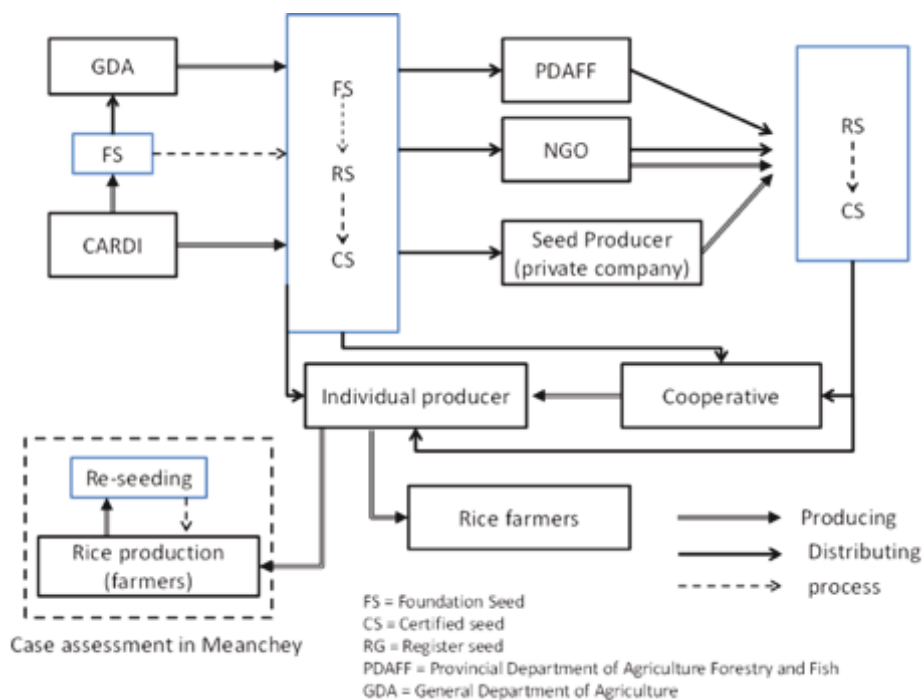 GDA
FS
CARDI
FS
RS
CS
PDAFF
NGO
Seed Producer
(private company)
RS
CS
Individual producer
Cooperative
Re-seeding
Rice production
(farmers)
Case assessment in Meanchey
Rice farmers
Producing
Distributing
process
FS = Foundation Seed
CS = Certified seed
RG = Register seed
PDAFF = Provincial Department of Agriculture Forestry and Fish
GDA = General Department of Agriculture